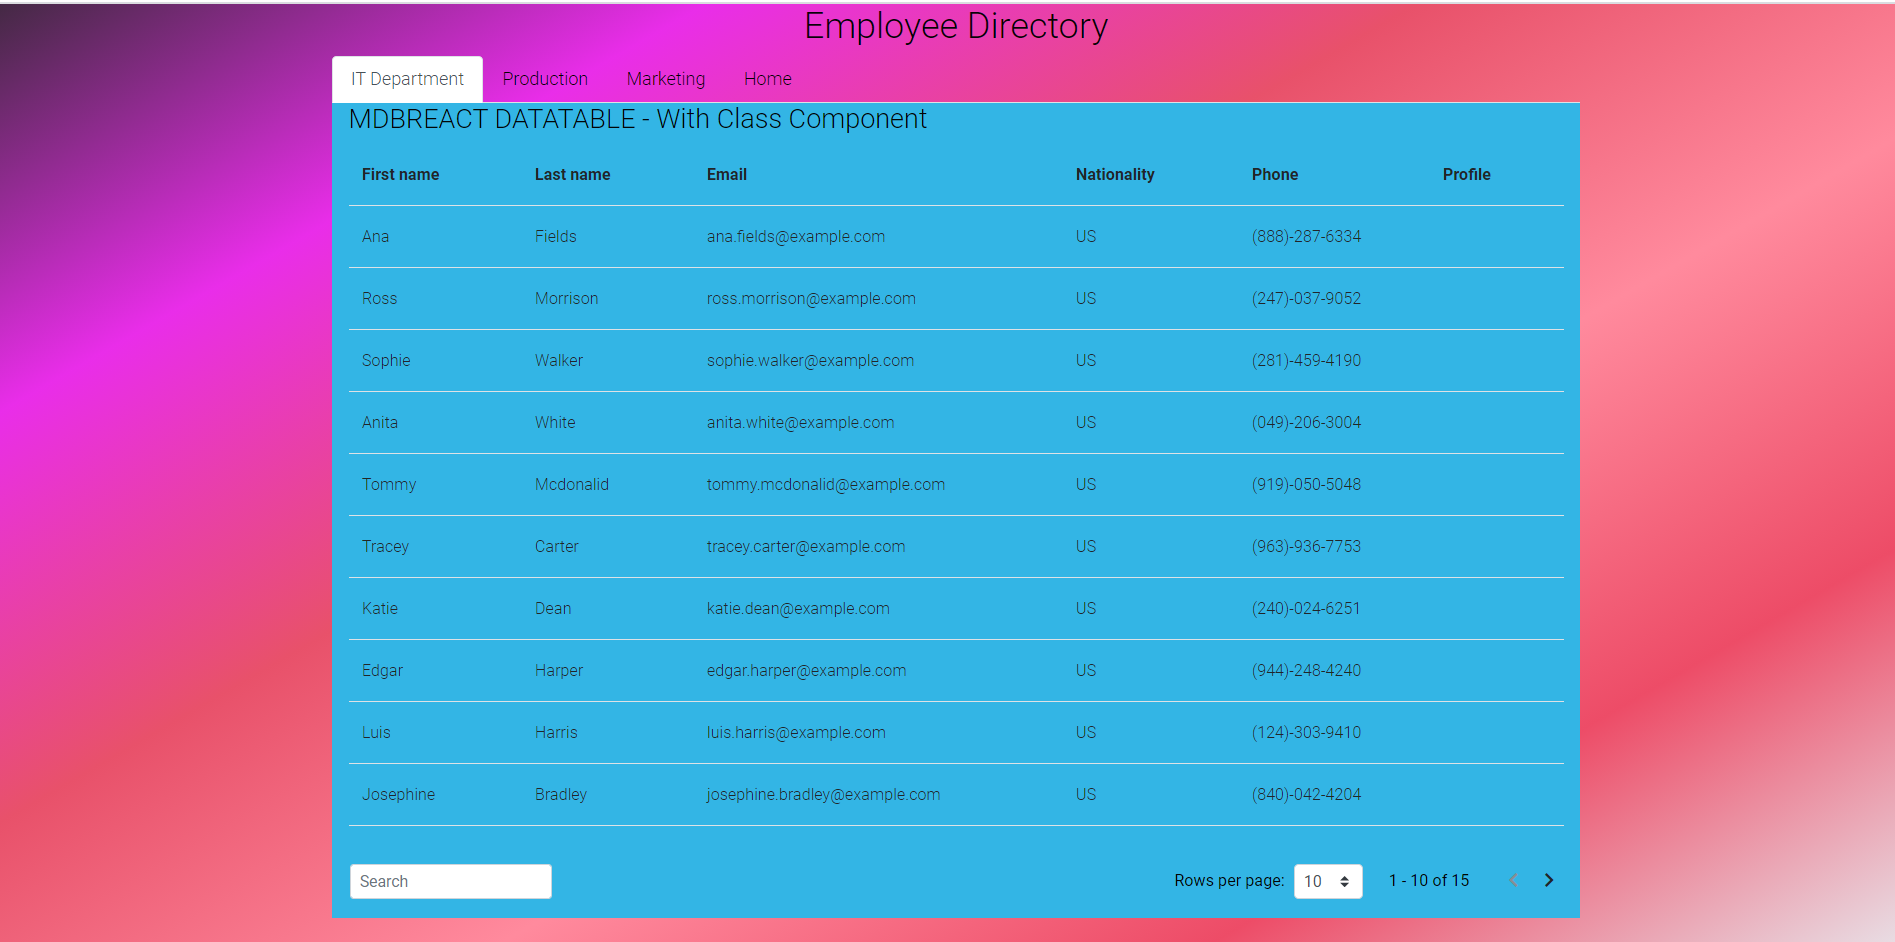 Employee Directory
IT Department Production Marketing Home
MDBREACT DATATABLE - With Class Component
First name Last name Email Nationality Phone Profile
Ana Fields ana.fields@example.com US (888)-287-6334
Ross Morrison ross.morrison@example.com US (247)-037-9052
Sophie Walker sophie.walker@example.com US (281)-459-4190
Anita White anita.white@example.com US (049)-206-3004
Tommy Mcdonalid tommy.mcdonalid@example.com US (919)-050-5048
Tracey Carter tracey.carter@example.com US (963)-936-7753
Katie Dean katie.dean@example.com US (240)-024-6251
Edgar Harper edgar.harper@example.com US (944)-248-4240
Luis Harris luis.harris@example.com US (124)-303-9410
Josephine Bradley josephine.bradley@example.com US (840)-042-4204
Search Rows per page: 10 1 - 10 of 15